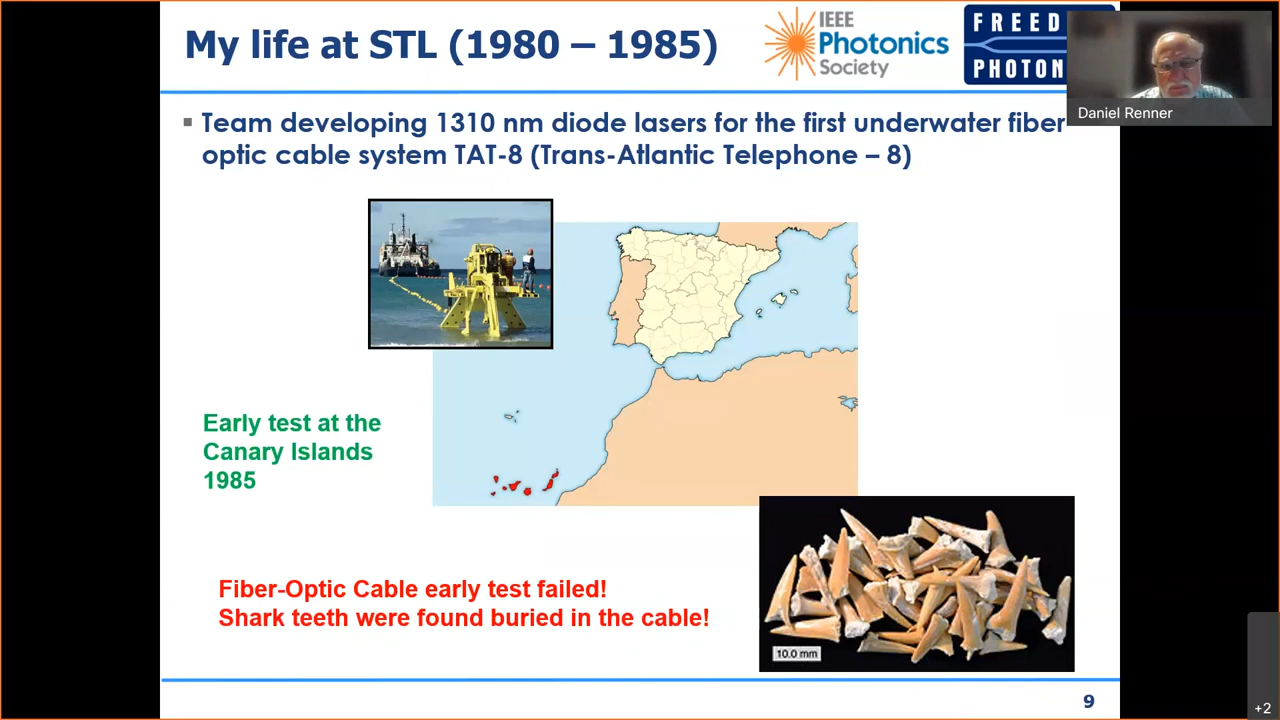 My life at STL (1980 – 1985)
IEEE
Photonics
Society
FREED
PHOTON
Daniel Renner
▪ Team developing 1310 nm diode lasers for the first underwater fiber
optic cable system TAT-8 (Trans-Atlantic Telephone – 8)
Early test at the
Canary Islands
1985
Fiber-Optic Cable early test failed!
Shark teeth were found buried in the cable!
10.0 mm
9
+2